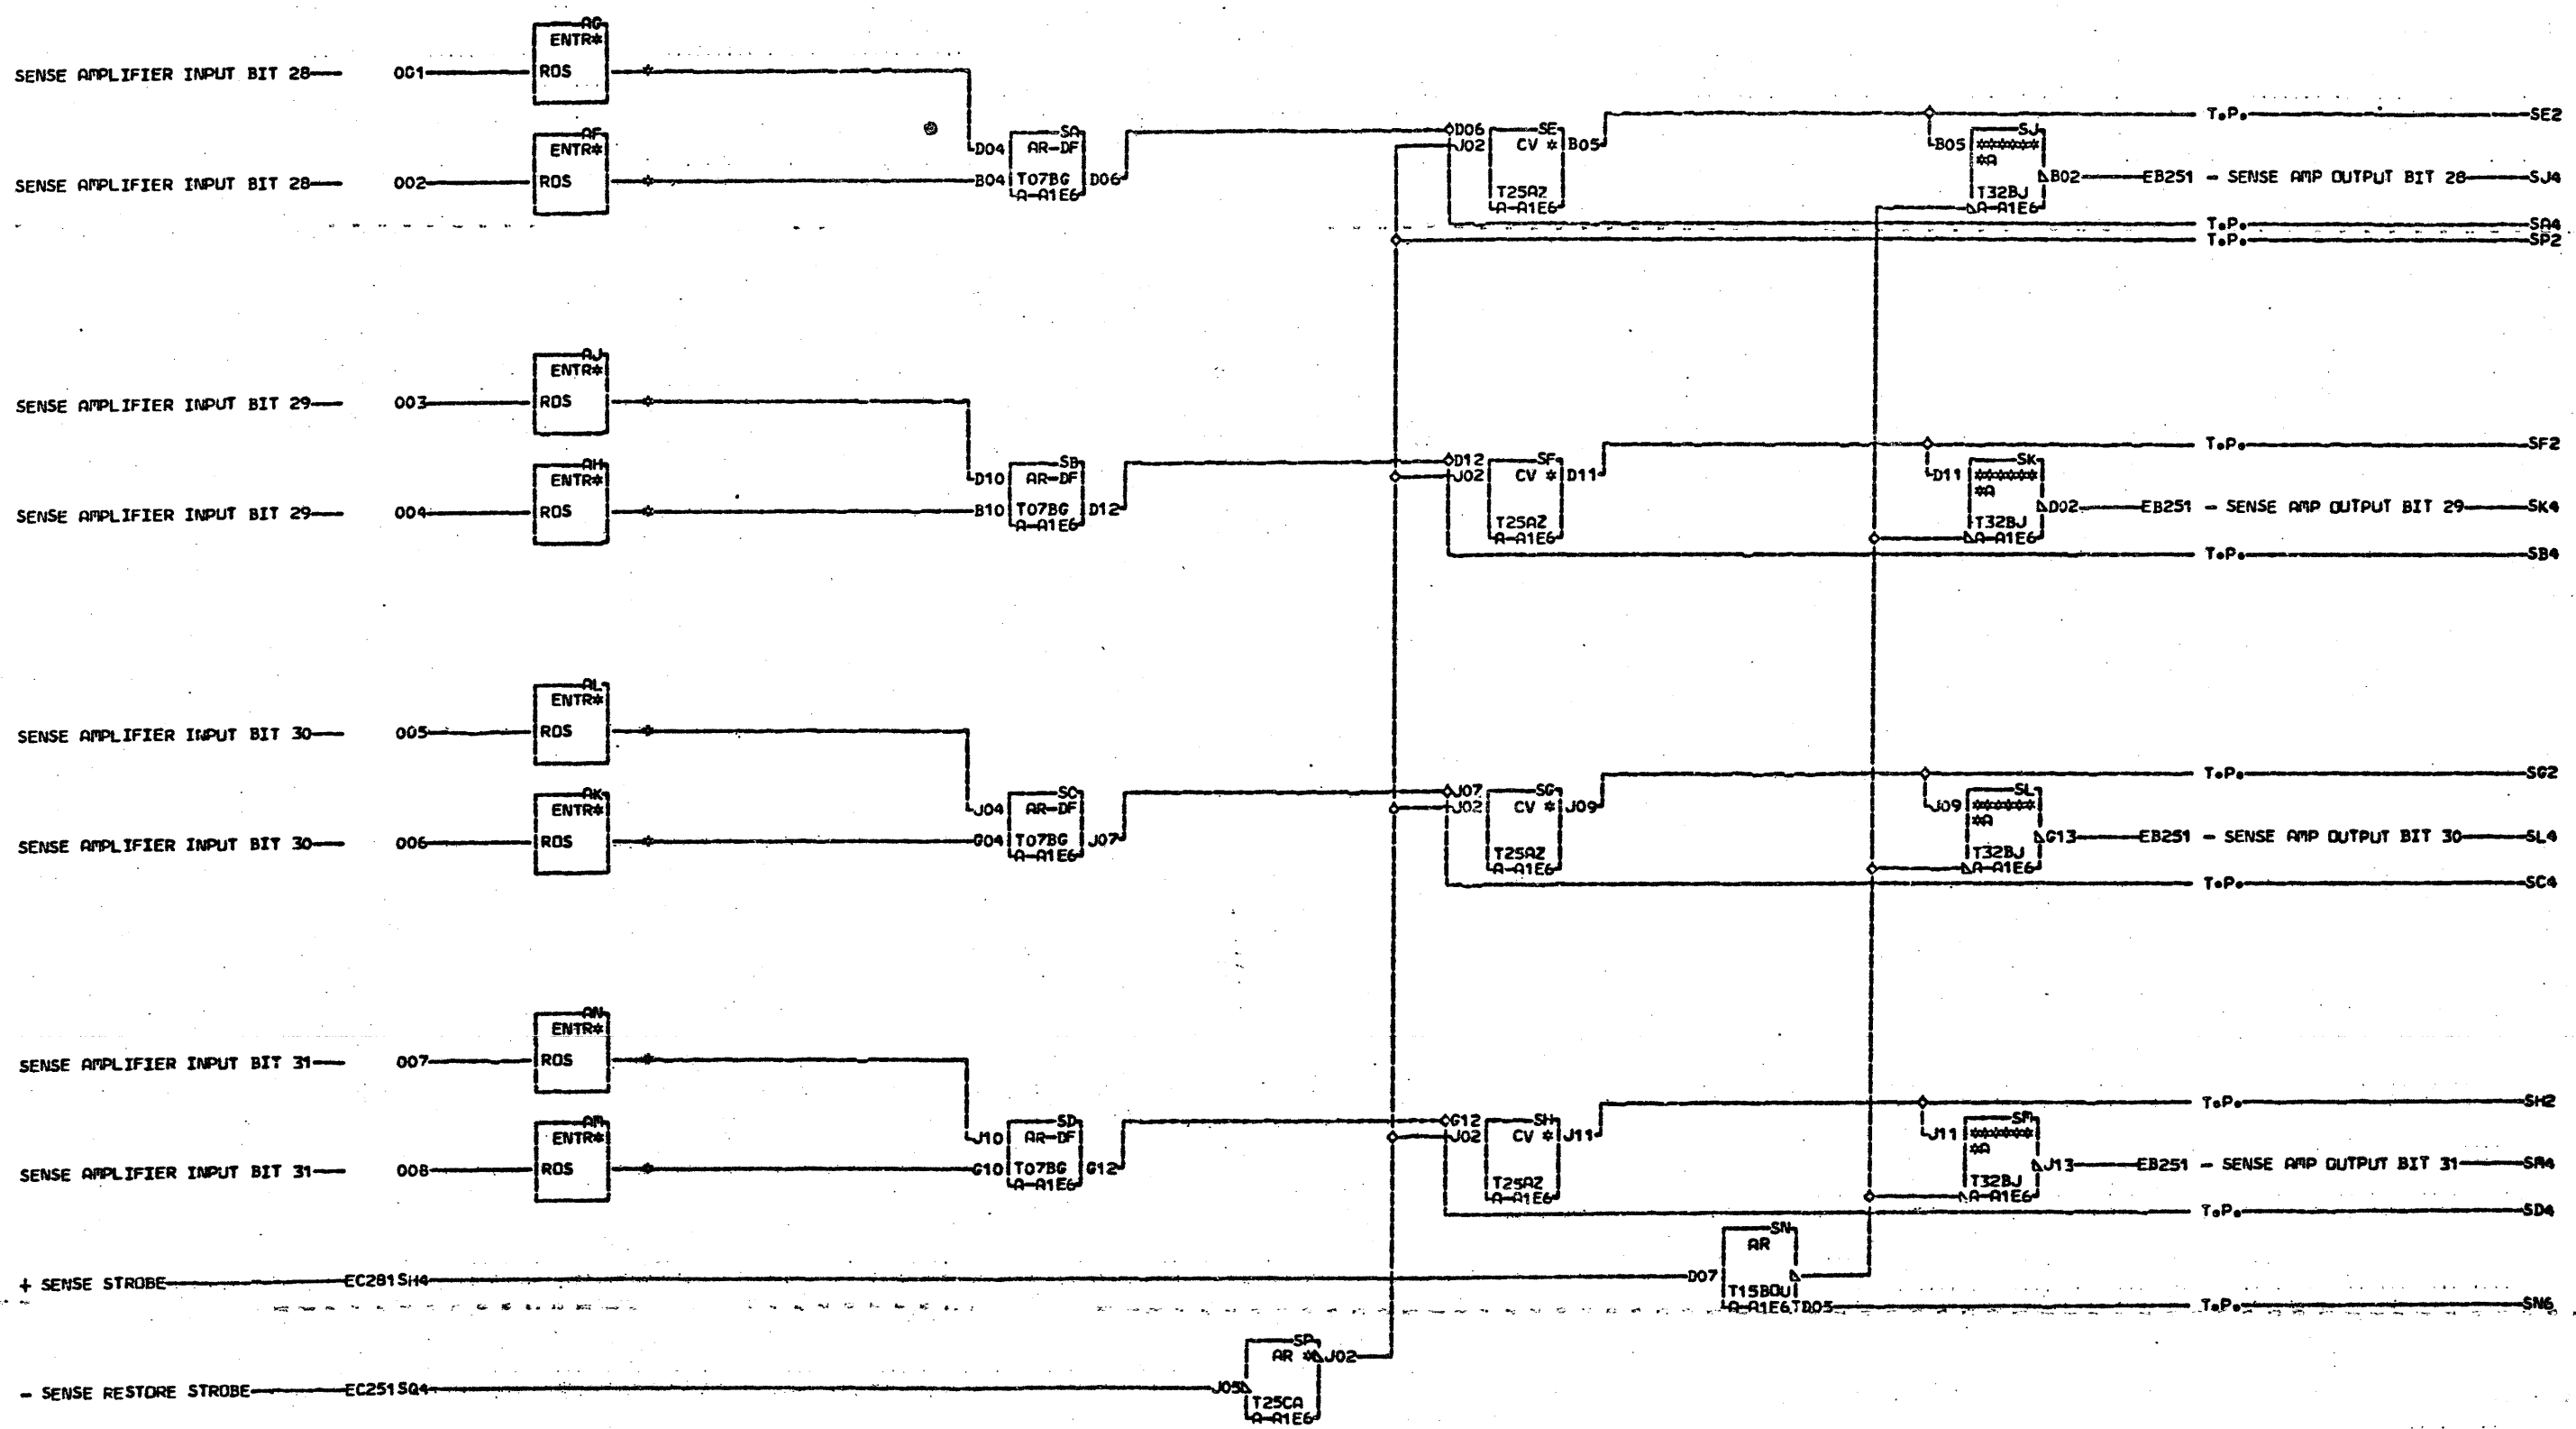 AG
ENTR*
SENSE AMPLIFIER INPUT BIT 28 001 ROS *
T.P. SE2
AF
ENTR*
D04 SA AR-DF
D06 SE
J02 CV * B05
B05 SJ
******
*A
SENSE AMPLIFIER INPUT BIT 28 002 ROS * B04 T07BG D06
A-A1E6
T25AZ
A-A1E6
T32BJ
A-A1E6
B02 EB251 - SENSE AMP OUTPUT BIT 28 SJ4
T.P. SA4
T.P. SP2
AJ
ENTR*
SENSE AMPLIFIER INPUT BIT 29 003 ROS *
T.P. SF2
AH
ENTR*
D10 SB AR-DF
D12 SF
J02 CV * D11
D11 SK
******
*A
SENSE AMPLIFIER INPUT BIT 29 004 ROS * B10 T07BG D12
A-A1E6
T25AZ
A-A1E6
T32BJ
A-A1E6
D02 EB251 - SENSE AMP OUTPUT BIT 29 SK4
T.P. SB4
AL
ENTR*
SENSE AMPLIFIER INPUT BIT 30 005 ROS *
T.P. SG2
AK
ENTR*
J04 SC AR-DF
J07 SG
J02 CV * J09
J09 SL
******
*A
SENSE AMPLIFIER INPUT BIT 30 006 ROS * G04 T07BG J07
A-A1E6
T25AZ
A-A1E6
T32BJ
A-A1E6
G13 EB251 - SENSE AMP OUTPUT BIT 30 SL4
T.P. SC4
AN
ENTR*
SENSE AMPLIFIER INPUT BIT 31 007 ROS *
T.P. SH2
AM
ENTR*
J10 SD AR-DF
G12 SH
J02 CV * J11
J11 SM
******
*A
SENSE AMPLIFIER INPUT BIT 31 008 ROS * G10 T07BG G12
A-A1E6
T25AZ
A-A1E6
T32BJ
A-A1E6
J13 EB251 - SENSE AMP OUTPUT BIT 31 SM4
T.P. SD4
SN
AR
+ SENSE STROBE EC281SH4 D07
T15BOU
A-A1E6TD05 T.P. SN6
SP
AR * J02
- SENSE RESTORE STROBE EC251SQ4 J05
T25CA
A-A1E6